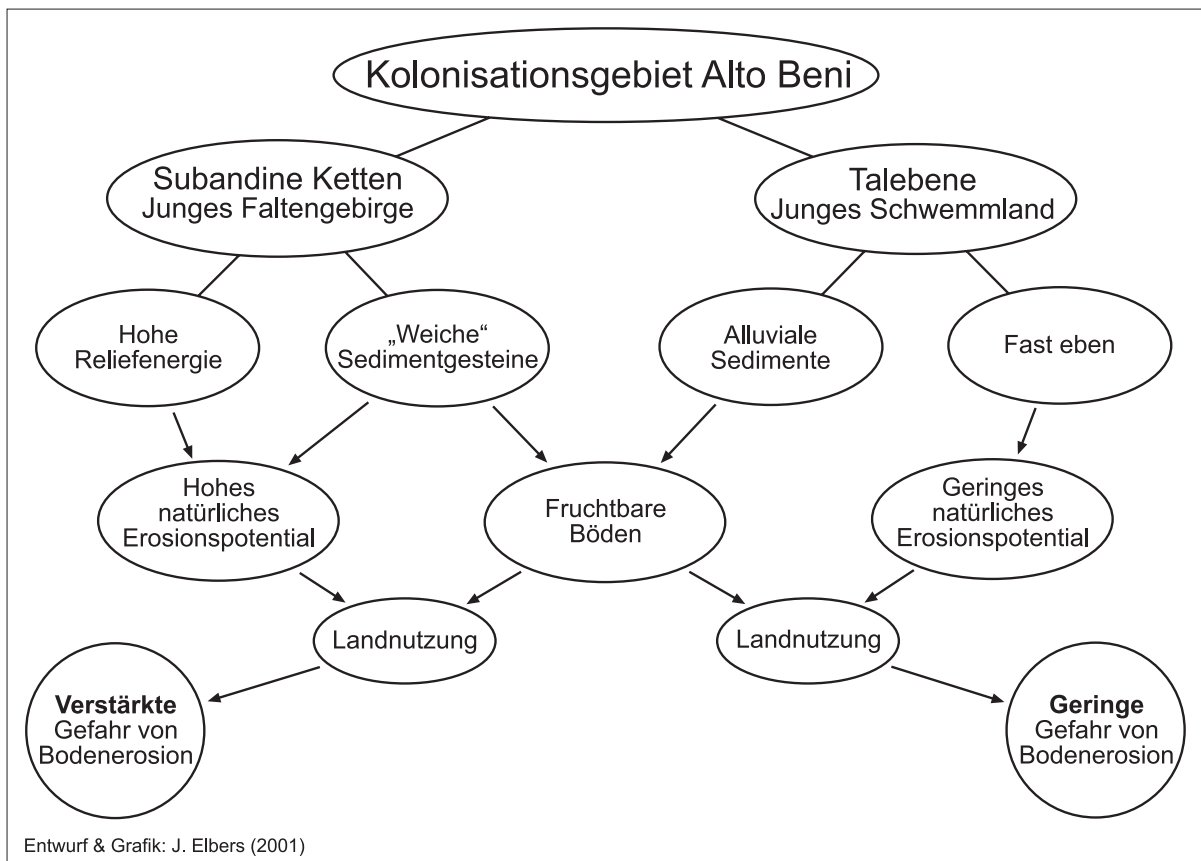 Kolonisationsgebiet Alto Beni
Subandine Ketten
Junges Faltengebirge
Talebene
Junges Schwemmland
Hohe
Reliefenergie
„Weiche“
Sedimentgesteine
Alluviale
Sedimente
Fast eben
Hohes
natürliches
Erosionspotential
Fruchtbare
Böden
Geringes
natürliches
Erosionspotential
Landnutzung
Landnutzung
Verstärkte
Gefahr von
Bodenerosion
Geringe
Gefahr von
Bodenerosion
Entwurf & Grafik: J. Elbers (2001)